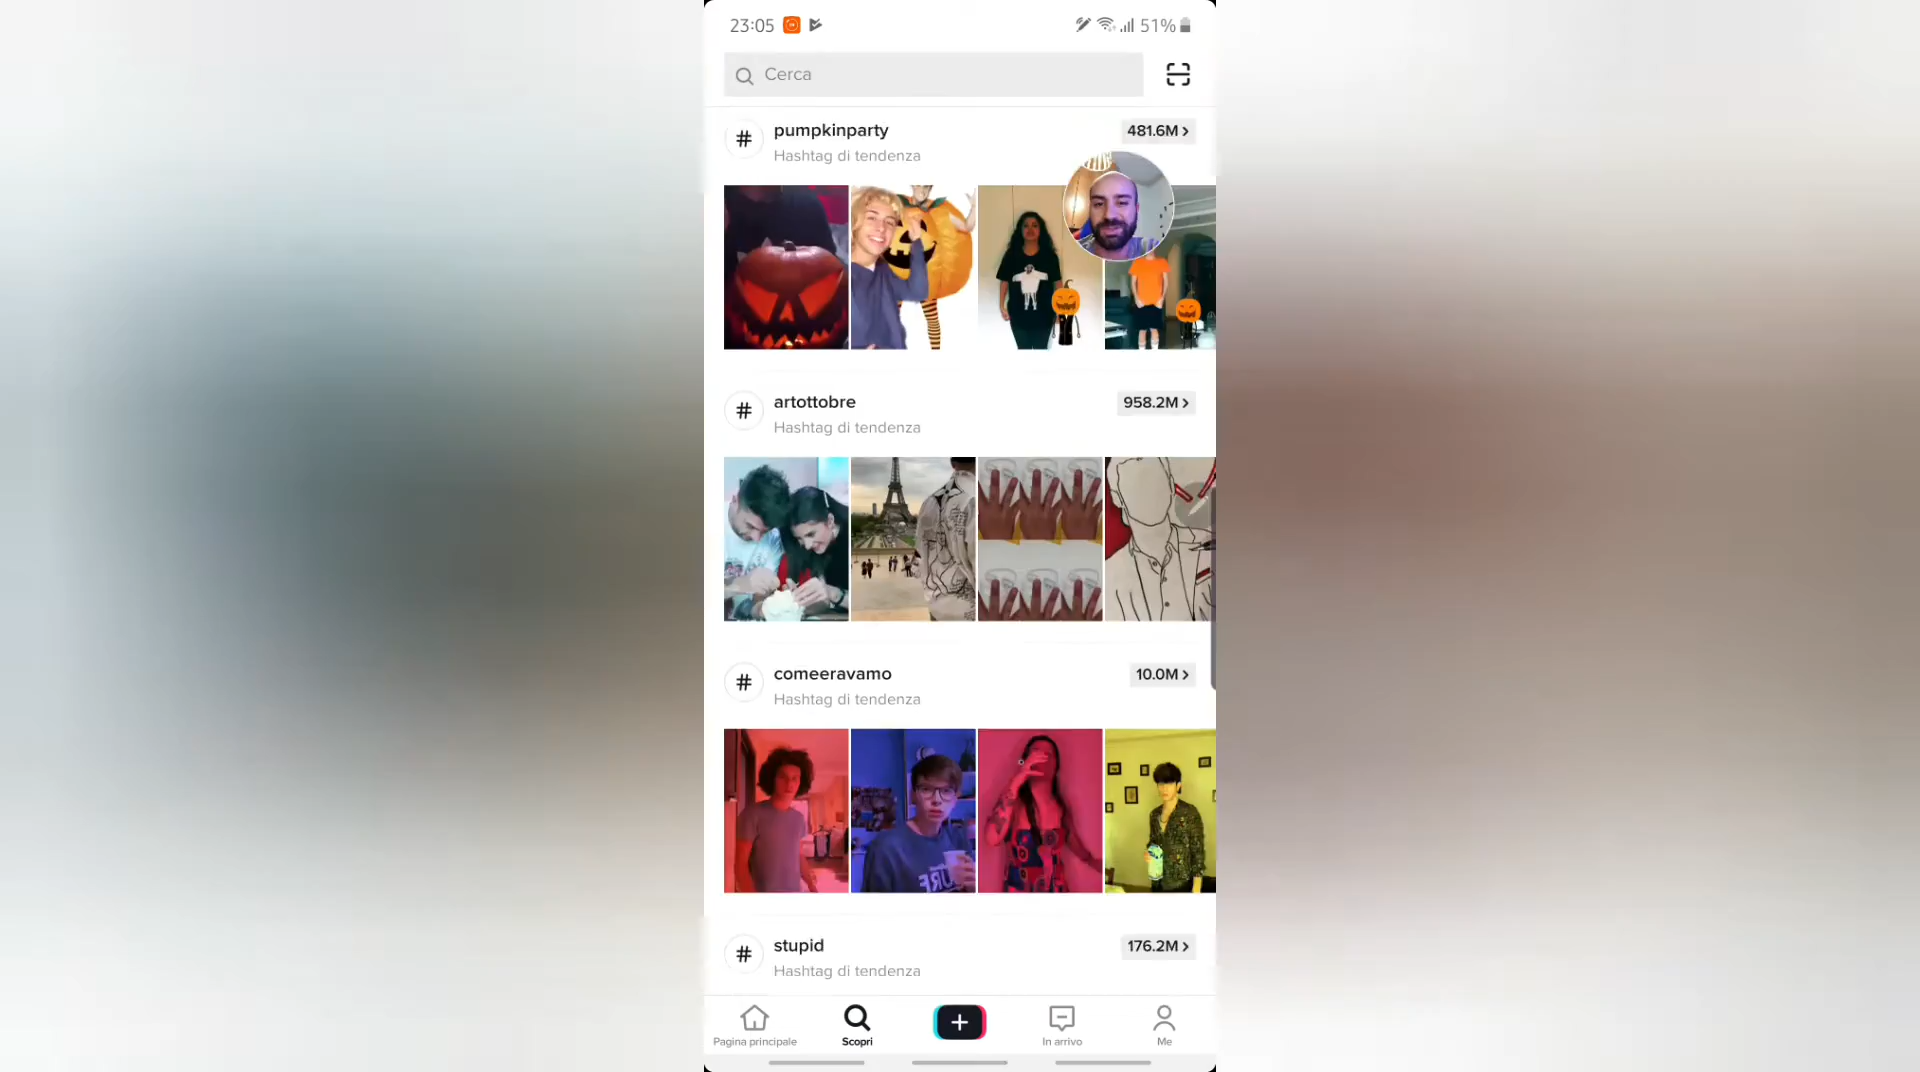 23:05
51%
Cerca
pumpkinparty
481.6M >
Hashtag di tendenza
artottobre
958.2M >
Hashtag di tendenza
comeeravamo
10.0M >
Hashtag di tendenza
stupid
176.2M >
Hashtag di tendenza
Pagina principale
Scopri
In arrivo
Me